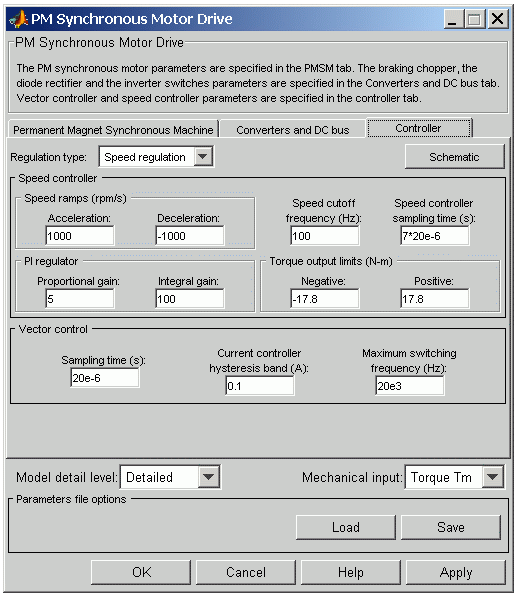 PM Synchronous Motor Drive
PM Synchronous Motor Drive
The PM synchronous motor parameters are specified in the PMSM tab. The braking chopper, the
diode rectifier and the inverter switches parameters are specified in the Converters and DC bus tab.
Vector controller and speed controller parameters are specified in the controller tab.
Permanent Magnet Synchronous Machine Converters and DC bus Controller
Regulation type: Speed regulation Schematic
Speed controller
Speed ramps (rpm/s)
Acceleration: Deceleration:
1000 -1000
Speed cutoff
frequency (Hz):
100
Speed controller
sampling time (s):
7*20e-6
PI regulator
Proportional gain: Integral gain:
5 100
Torque output limits (N-m)
Negative: Positive:
-17.8 17.8
Vector control
Sampling time (s):
20e-6
Current controller
hysteresis band (A):
0.1
Maximum switching
frequency (Hz):
20e3
Model detail level: Detailed Mechanical input: Torque Tm
Parameters file options
Load Save
OK Cancel Help Apply